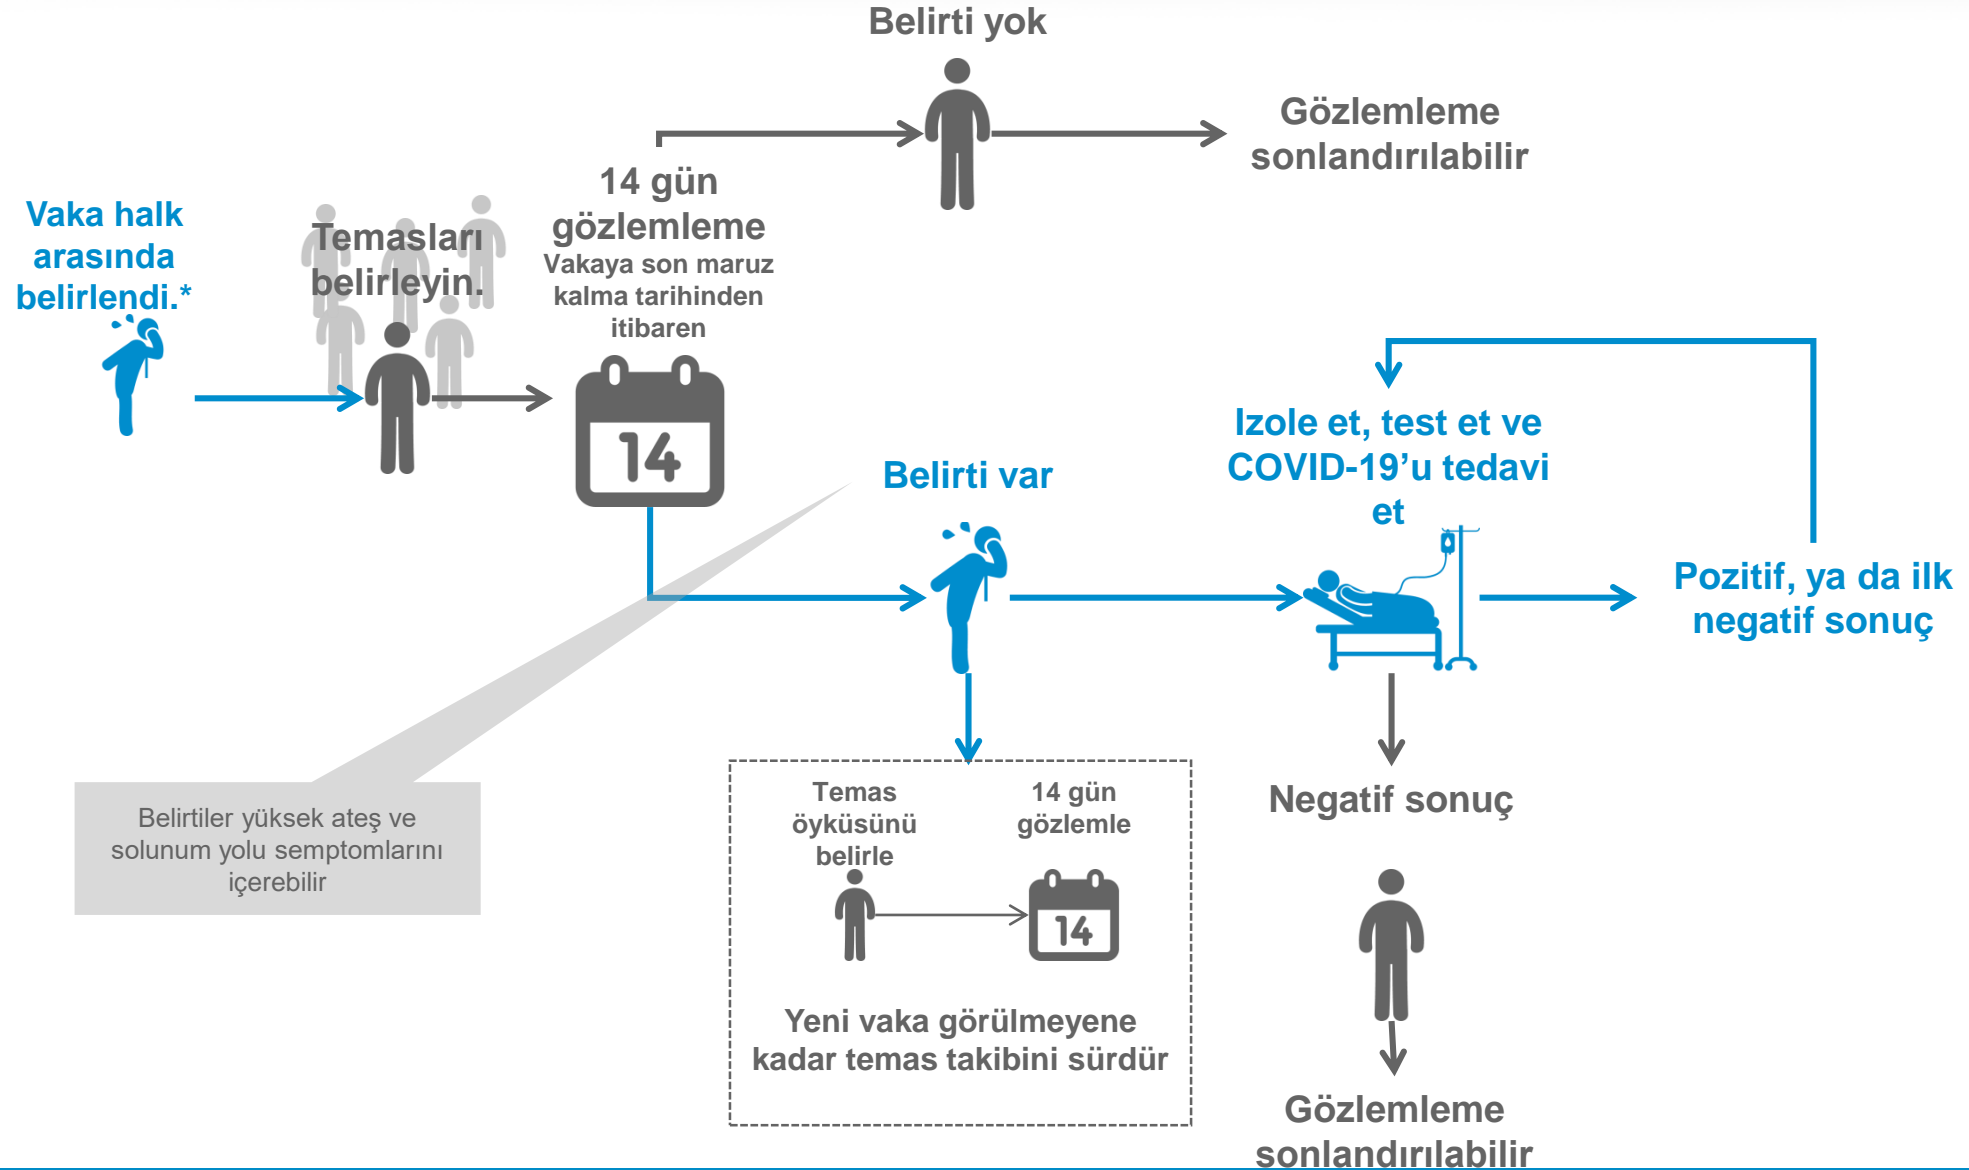 Belirti yok
Gözlemleme
sonlandırılabilir
14 gün
gözlemleme
Vakaya son maruz
kalma tarihinden
itibaren
Vaka halk
arasında
belirlendi.*
Temasları
belirleyin.
14
Belirti var
Izole et, test et ve
COVID-19’u tedavi
et
Pozitif, ya da ilk
negatif sonuç
Belirtiler yüksek ateş ve
solunum yolu semptomlarını
içerebilir
Temas
öyküsünü
belirle
14 gün
gözlemle
14
Yeni vaka görülmeyene
kadar temas takibini sürdür
Negatif sonuç
Gözlemleme
sonlandırılabilir